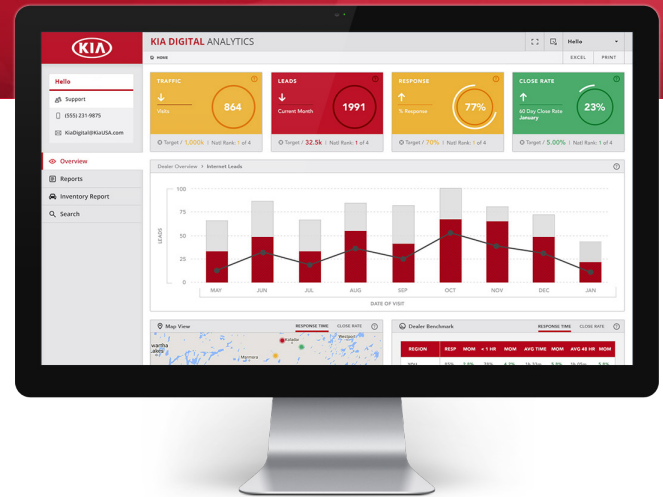 KIA
KIA DIGITAL ANALYTICS
Hello
HOME
EXCEL
PRINT
Hello
Support
(555) 231-9875
KiaDigital@KiaUSA.com
Overview
Reports
Inventory Report
Search
TRAFFIC
Visits
864
Target / 1,000k | Natl Rank: 1 of 4
LEADS
Current Month
1991
Target / 32.5k | Natl Rank: 1 of 4
RESPONSE
% Response
77%
Target / 70% | Natl Rank: 1 of 4
CLOSE RATE
60 Day Close Rate
January
23%
Target / 5.00% | Natl Rank: 1 of 4
Dealer Overview > Internet Leads
LEADS
100
75
50
25
0
MAY JUN JUL AUG SEP OCT NOV DEC JAN
DATE OF VISIT
Map View
RESPONSE TIME
CLOSE RATE
Kaladar
Westport
Marmora
Dealer Benchmark
RESPONSE TIME
CLOSE RATE
REGION RESP MOM < 1 HR MOM AVG TIME MOM AVG 48 HR MOM